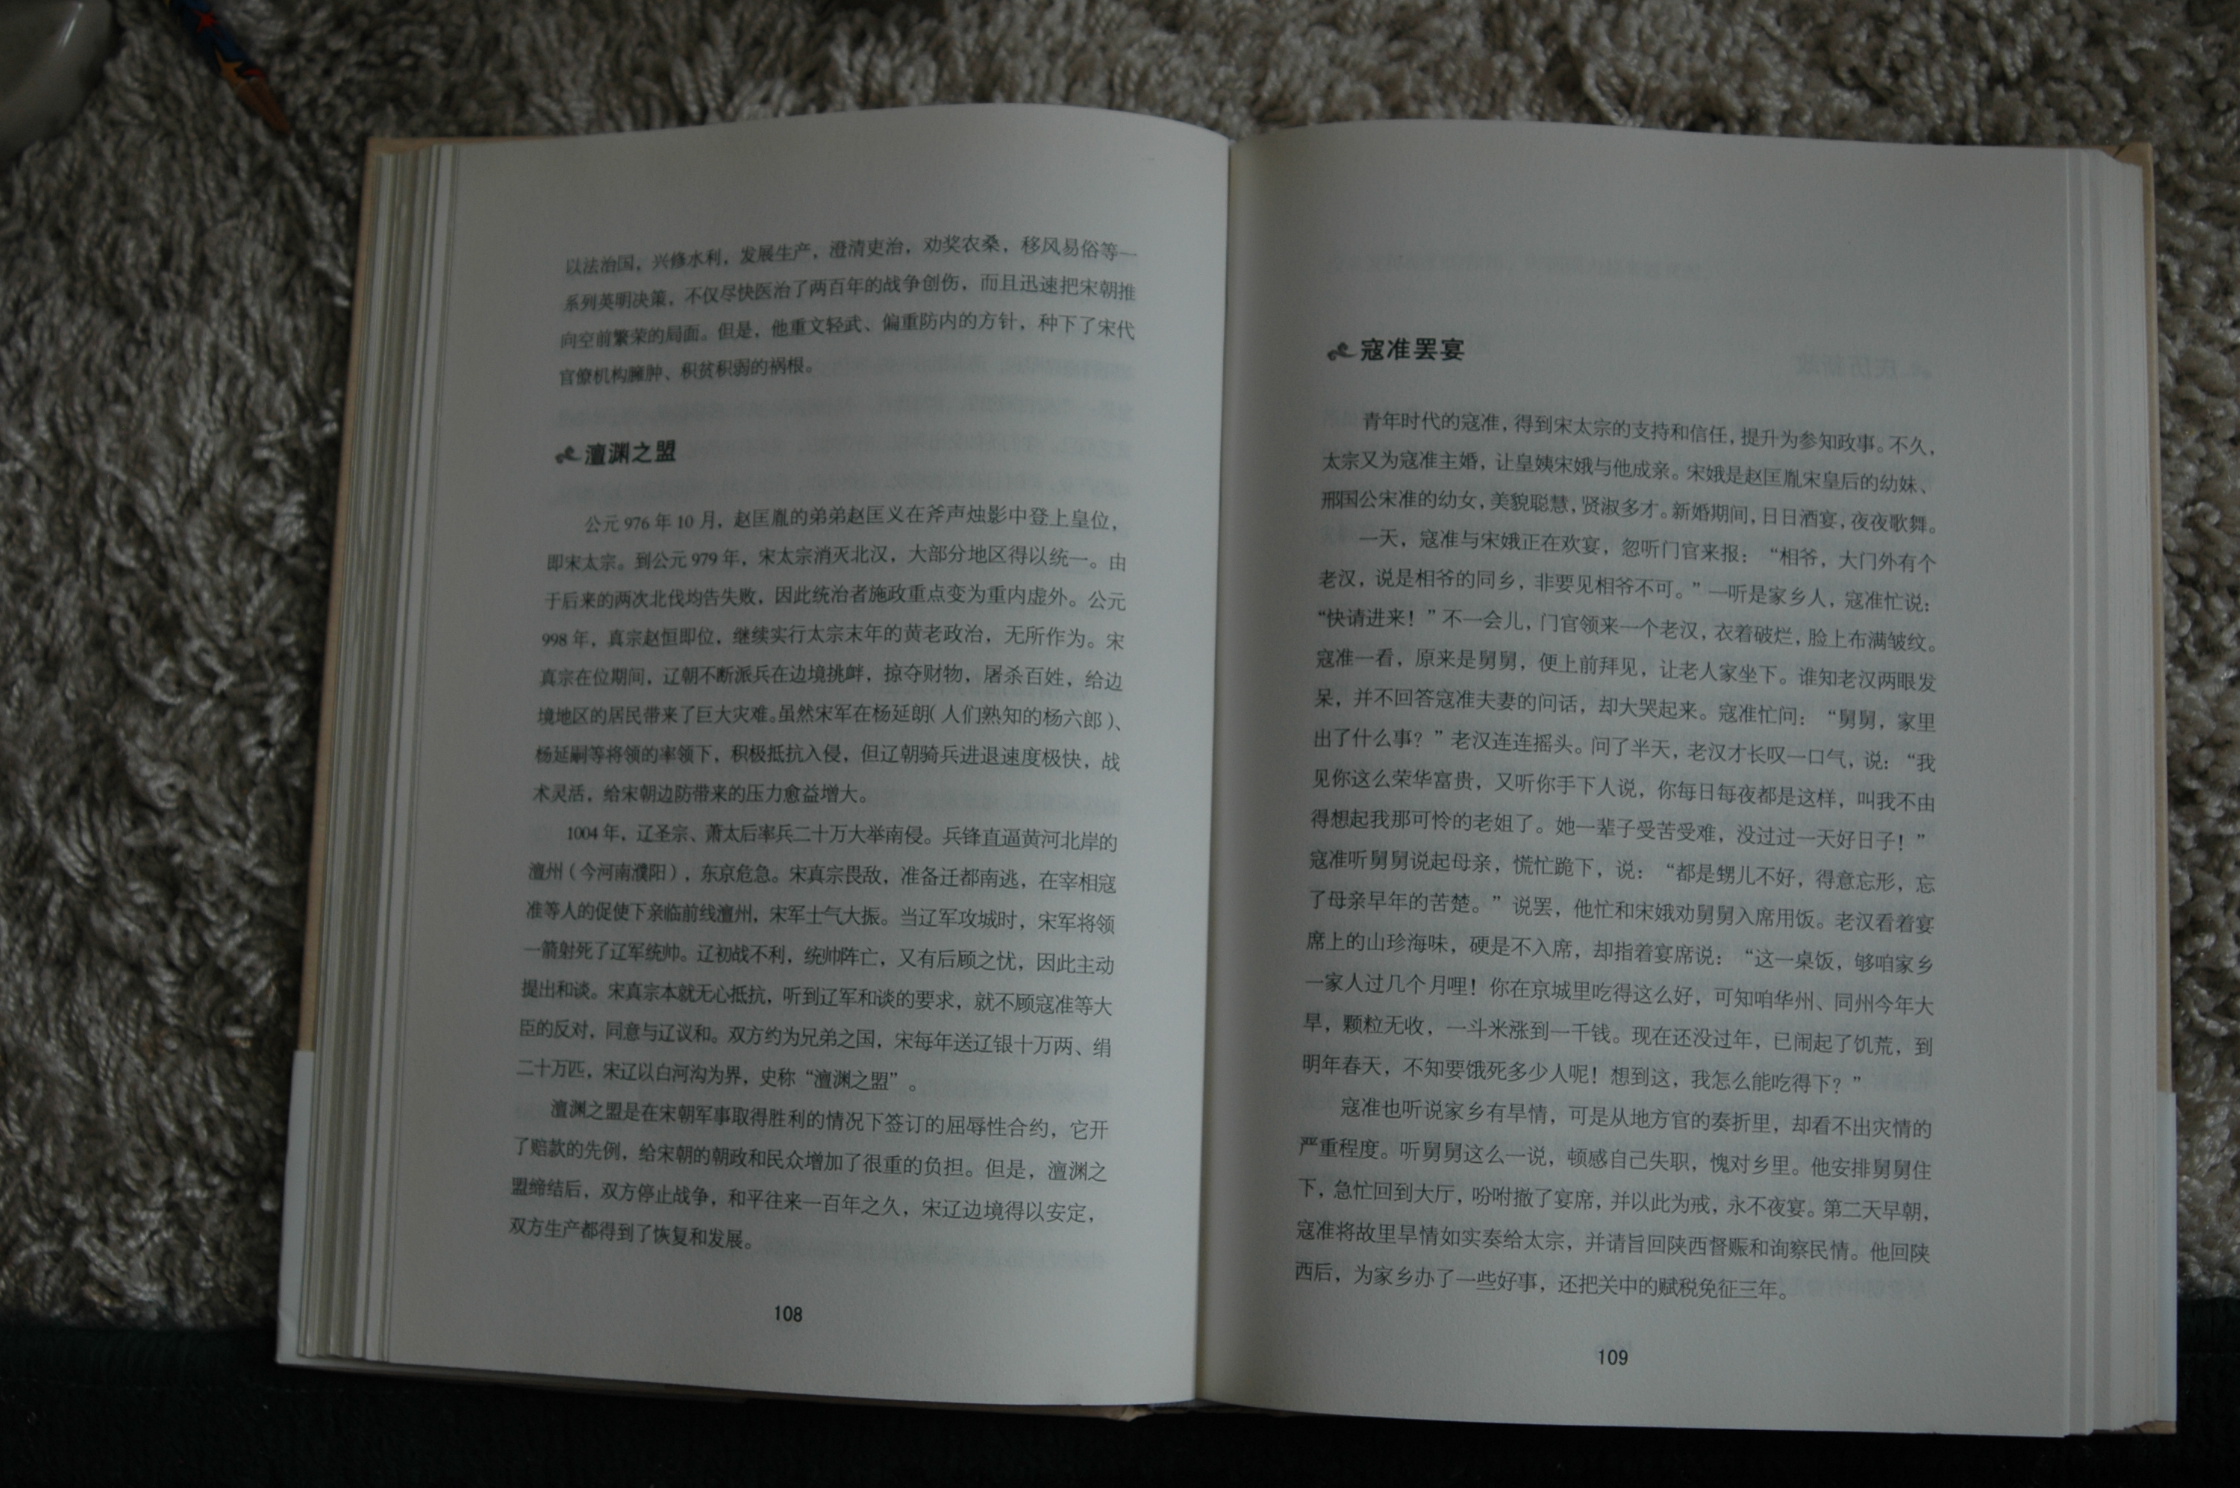 以法治国，兴修水利，发展生产，澄清吏治，劝奖农桑，移风易俗等一
系列英明决策，不仅尽快医治了两百年的战争创伤，而且迅速把宋朝推
向空前繁荣的局面。但是，他重文轻武、偏重防内的方针，种下了宋代
官僚机构臃肿、积贫积弱的祸根。
澶渊之盟
公元976年10月，赵匡胤的弟弟赵匡义在斧声烛影中登上皇位，
即宋太宗。到公元979年，宋太宗消灭北汉，大部分地区得以统一。由
于后来的两次北伐均告失败，因此统治者施政重点变为重内虚外。公元
998年，真宗赵恒即位，继续实行太宗末年的黄老政治，无所作为。宋
真宗在位期间，辽朝不断派兵在边境挑衅，掠夺财物，屠杀百姓，给边
境地区的居民带来了巨大灾难。虽然宋军在杨延朗（人们熟知的杨六郎）、
杨延嗣等将领的率领下，积极抵抗入侵，但辽朝骑兵进退速度极快，战
术灵活，给宋朝边防带来的压力愈益增大。
1004年，辽圣宗、萧太后率兵二十万大举南侵。兵锋直逼黄河北岸的
澶州（今河南濮阳），东京危急。宋真宗畏敌，准备迁都南逃，在宰相寇
准等人的促使下亲临前线澶州，宋军士气大振。当辽军攻城时，宋军将领
一箭射死了辽军统帅。辽初战不利，统帅阵亡，又有后顾之忧，因此主动
提出和谈。宋真宗本就无心抵抗，听到辽军和谈的要求，就不顾寇准等大
臣的反对，同意与辽议和。双方约为兄弟之国，宋每年送辽银十万两、绢
二十万匹，宋辽以白河沟为界，史称“澶渊之盟”。
澶渊之盟是在宋朝军事取得胜利的情况下签订的屈辱性合约，它开
了赔款的先例，给宋朝的朝政和民众增加了很重的负担。但是，澶渊之
盟缔结后，双方停止战争，和平往来一百年之久，宋辽边境得以安定，
双方生产都得到了恢复和发展。
108
寇准罢宴
青年时代的寇准，得到宋太宗的支持和信任，提升为参知政事。不久，
太宗又为寇准主婚，让皇姨宋娥与他成亲。宋娥是赵匡胤宋皇后的幼妹、
邢国公宋准的幼女，美貌聪慧，贤淑多才。新婚期间，日日酒宴，夜夜歌舞。
一天，寇准与宋娥正在欢宴，忽听门官来报：“相爷，大门外有个
老汉，说是相爷的同乡，非要见相爷不可。”一听是家乡人，寇准忙说：
“快请进来！”不一会儿，门官领来一个老汉，衣着破烂，脸上布满皱纹。
寇准一看，原来是舅舅，便上前拜见，让老人家坐下。谁知老汉两眼发
呆，并不回答寇准夫妻的问话，却大哭起来。寇准忙问：“舅舅，家里
出了什么事？”老汉连连摇头。问了半天，老汉才长叹一口气，说：“我
见你这么荣华富贵，又听你手下人说，你每日每夜都是这样，叫我不由
得想起我那可怜的老姐了。她一辈子受苦受难，没过过一天好日子！”
寇准听舅舅说起母亲，慌忙跪下，说：“都是甥儿不好，得意忘形，忘
了母亲早年的苦楚。”说罢，他忙和宋娥劝舅舅入席用饭。老汉看着宴
席上的山珍海味，硬是不入席，却指着宴席说：“这一桌饭，够咱家乡
一家人过几个月哩！你在京城里吃得这么好，可知咱华州、同州今年大
旱，颗粒无收，一斗米涨到一千钱。现在还没过年，已闹起了饥荒，到
明年春天，不知要饿死多少人呢！想到这，我怎么能吃得下？”
寇准也听说家乡有旱情，可是从地方官的奏折里，却看不出灾情的
严重程度。听舅舅这么一说，顿感自己失职，愧对乡里。他安排舅舅住
下，急忙回到大厅，吩咐撤了宴席，并以此为戒，永不夜宴。第二天早朝，
寇准将故里旱情如实奏给太宗，并请旨回陕西督赈和询察民情。他回陕
西后，为家乡办了一些好事，还把关中的赋税免征三年。
109